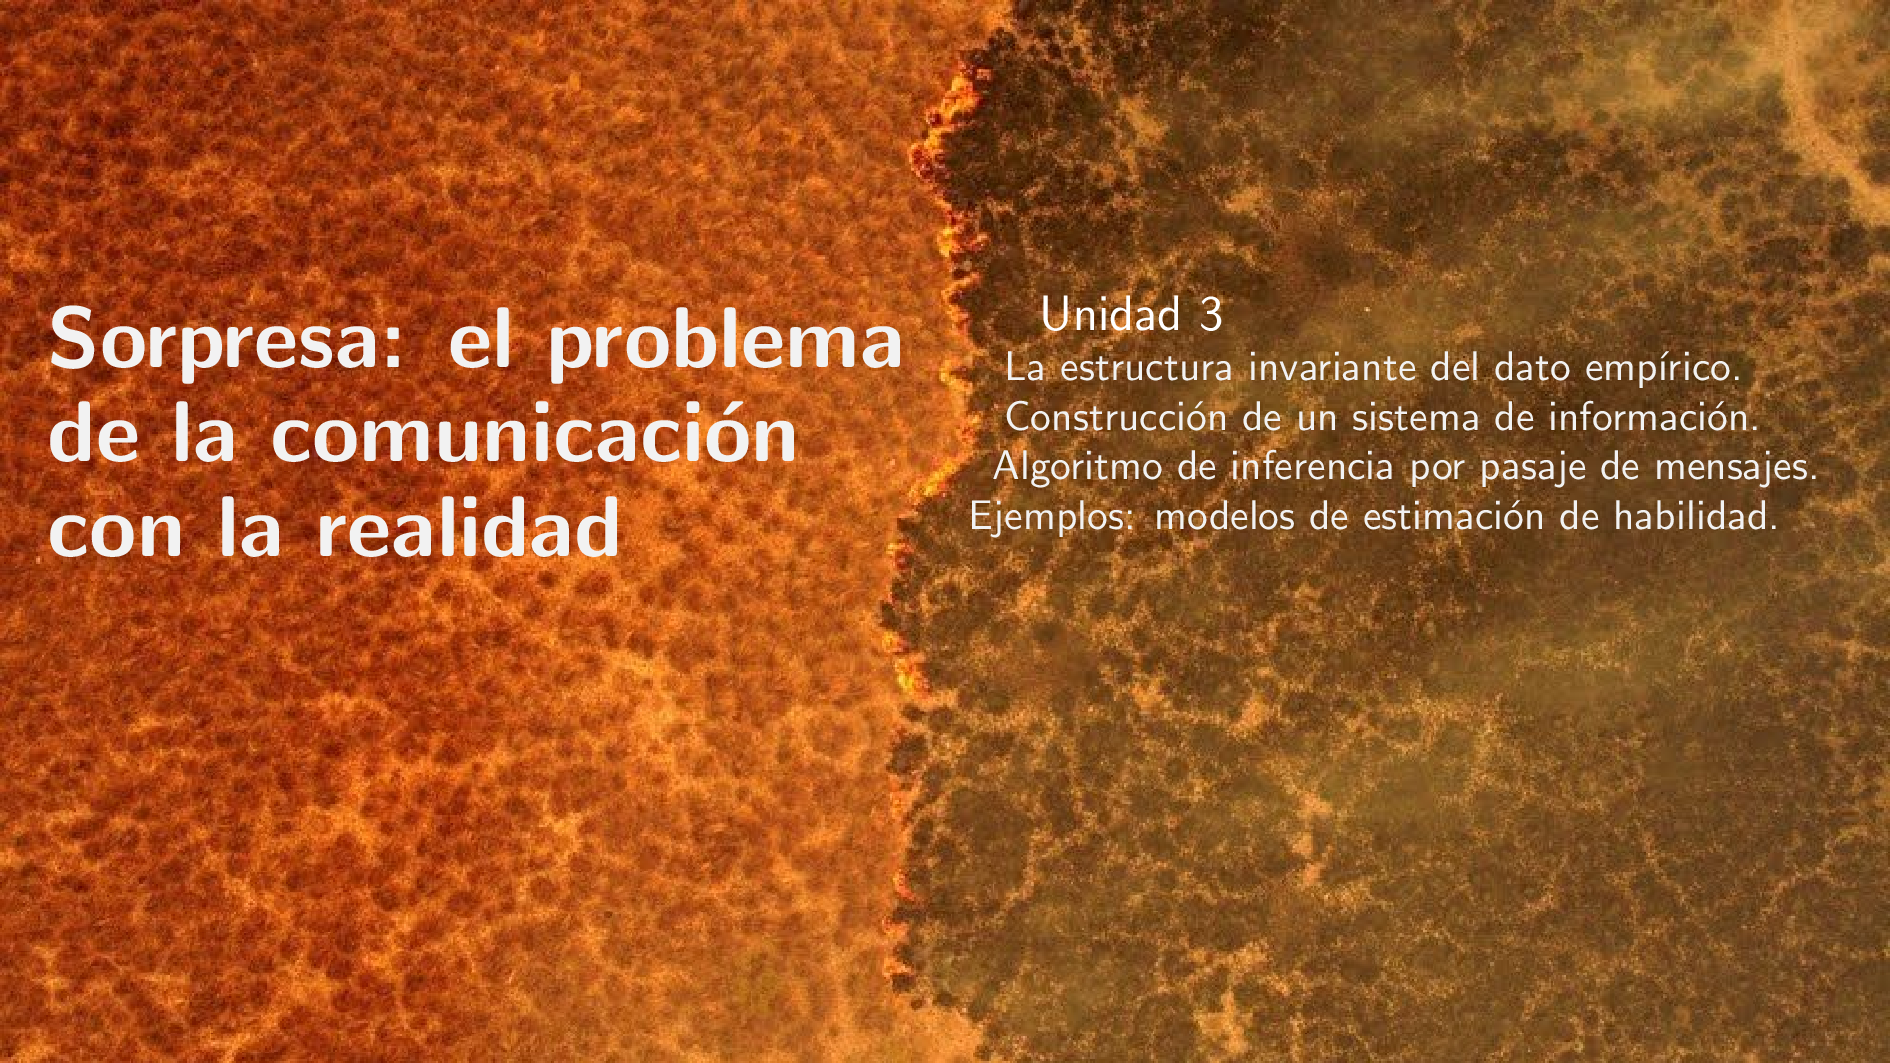 Sorpresa: el problema
de la comunicación
con la realidad
Unidad 3
La estructura invariante del dato empírico.
Construcción de un sistema de información.
Algoritmo de inferencia por pasaje de mensajes.
Ejemplos: modelos de estimación de habilidad.